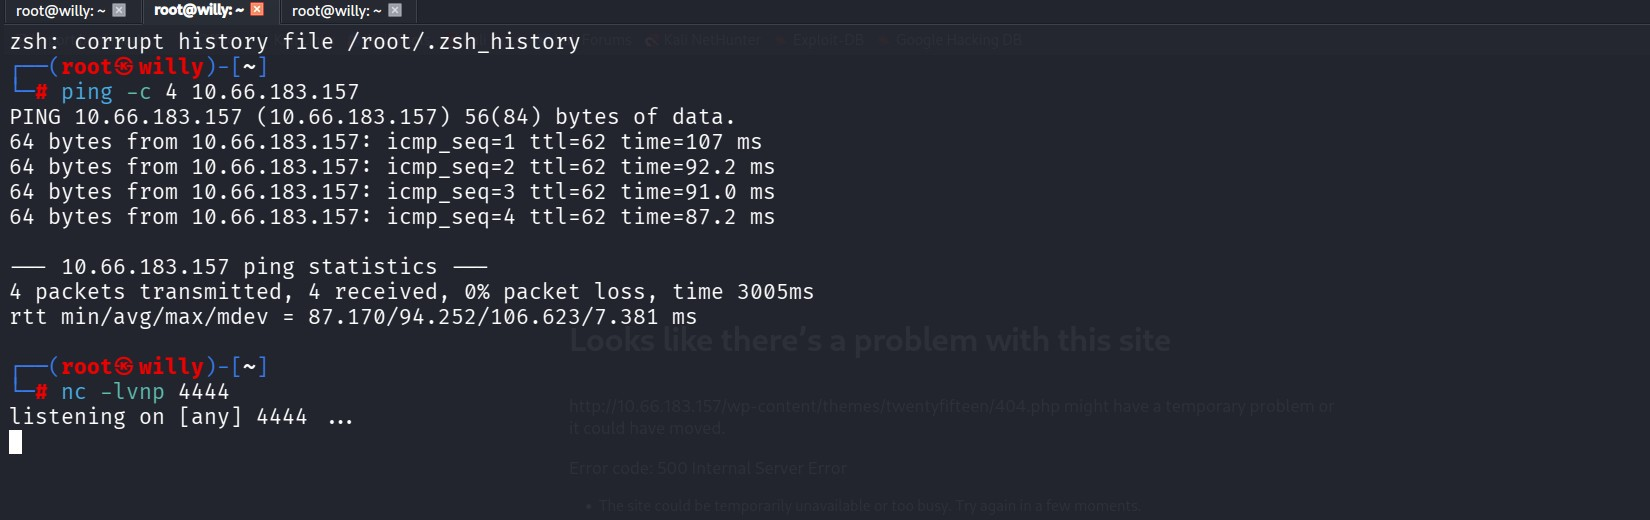 root@willy: ~ root@willy: ~ root@willy: ~
zsh: corrupt history file /root/.zsh_history
Forums Kali NetHunter Exploit-DB Google Hacking DB
┌──(root㉿willy)-[~]
└─# ping -c 4 10.66.183.157
PING 10.66.183.157 (10.66.183.157) 56(84) bytes of data.
64 bytes from 10.66.183.157: icmp_seq=1 ttl=62 time=107 ms
64 bytes from 10.66.183.157: icmp_seq=2 ttl=62 time=92.2 ms
64 bytes from 10.66.183.157: icmp_seq=3 ttl=62 time=91.0 ms
64 bytes from 10.66.183.157: icmp_seq=4 ttl=62 time=87.2 ms
--- 10.66.183.157 ping statistics ---
4 packets transmitted, 4 received, 0% packet loss, time 3005ms
rtt min/avg/max/mdev = 87.170/94.252/106.623/7.381 ms
Looks like there's a problem with this site
┌──(root㉿willy)-[~]
└─# nc -lvnp 4444
listening on [any] 4444 ...
http://10.66.183.157/wp-content/themes/twentyfifteen/404.php might have a temporary problem or
it could have moved.
Error code: 500 Internal Server Error
• The site could be temporarily unavailable or too busy. Try again in a few moments.